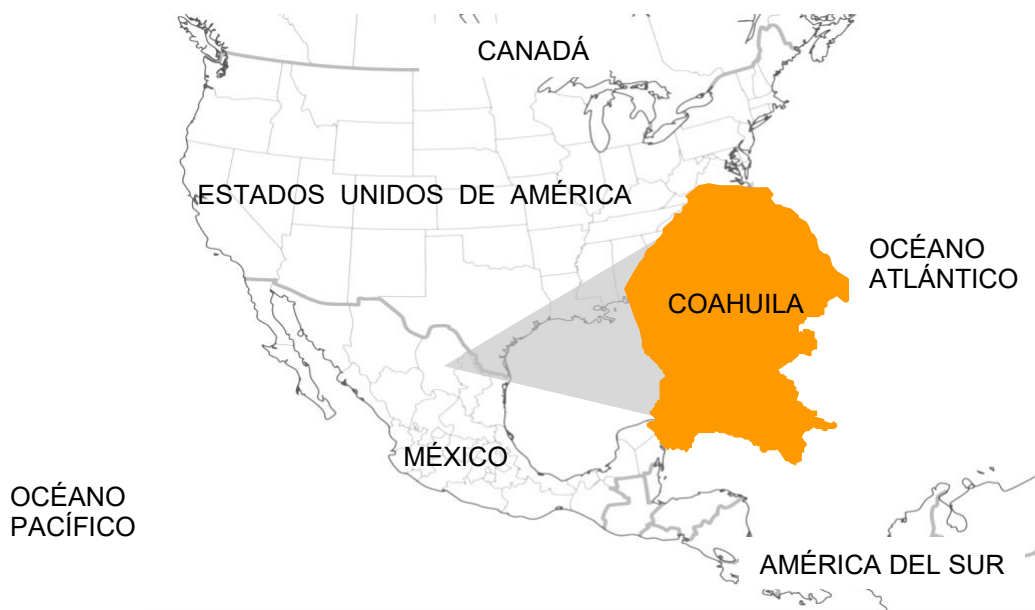 CANADÁ
ESTADOS UNIDOS DE AMÉRICA
OCÉANO
ATLÁNTICO
COAHUILA
MÉXICO
OCÉANO
PACÍFICO
AMÉRICA DEL SUR